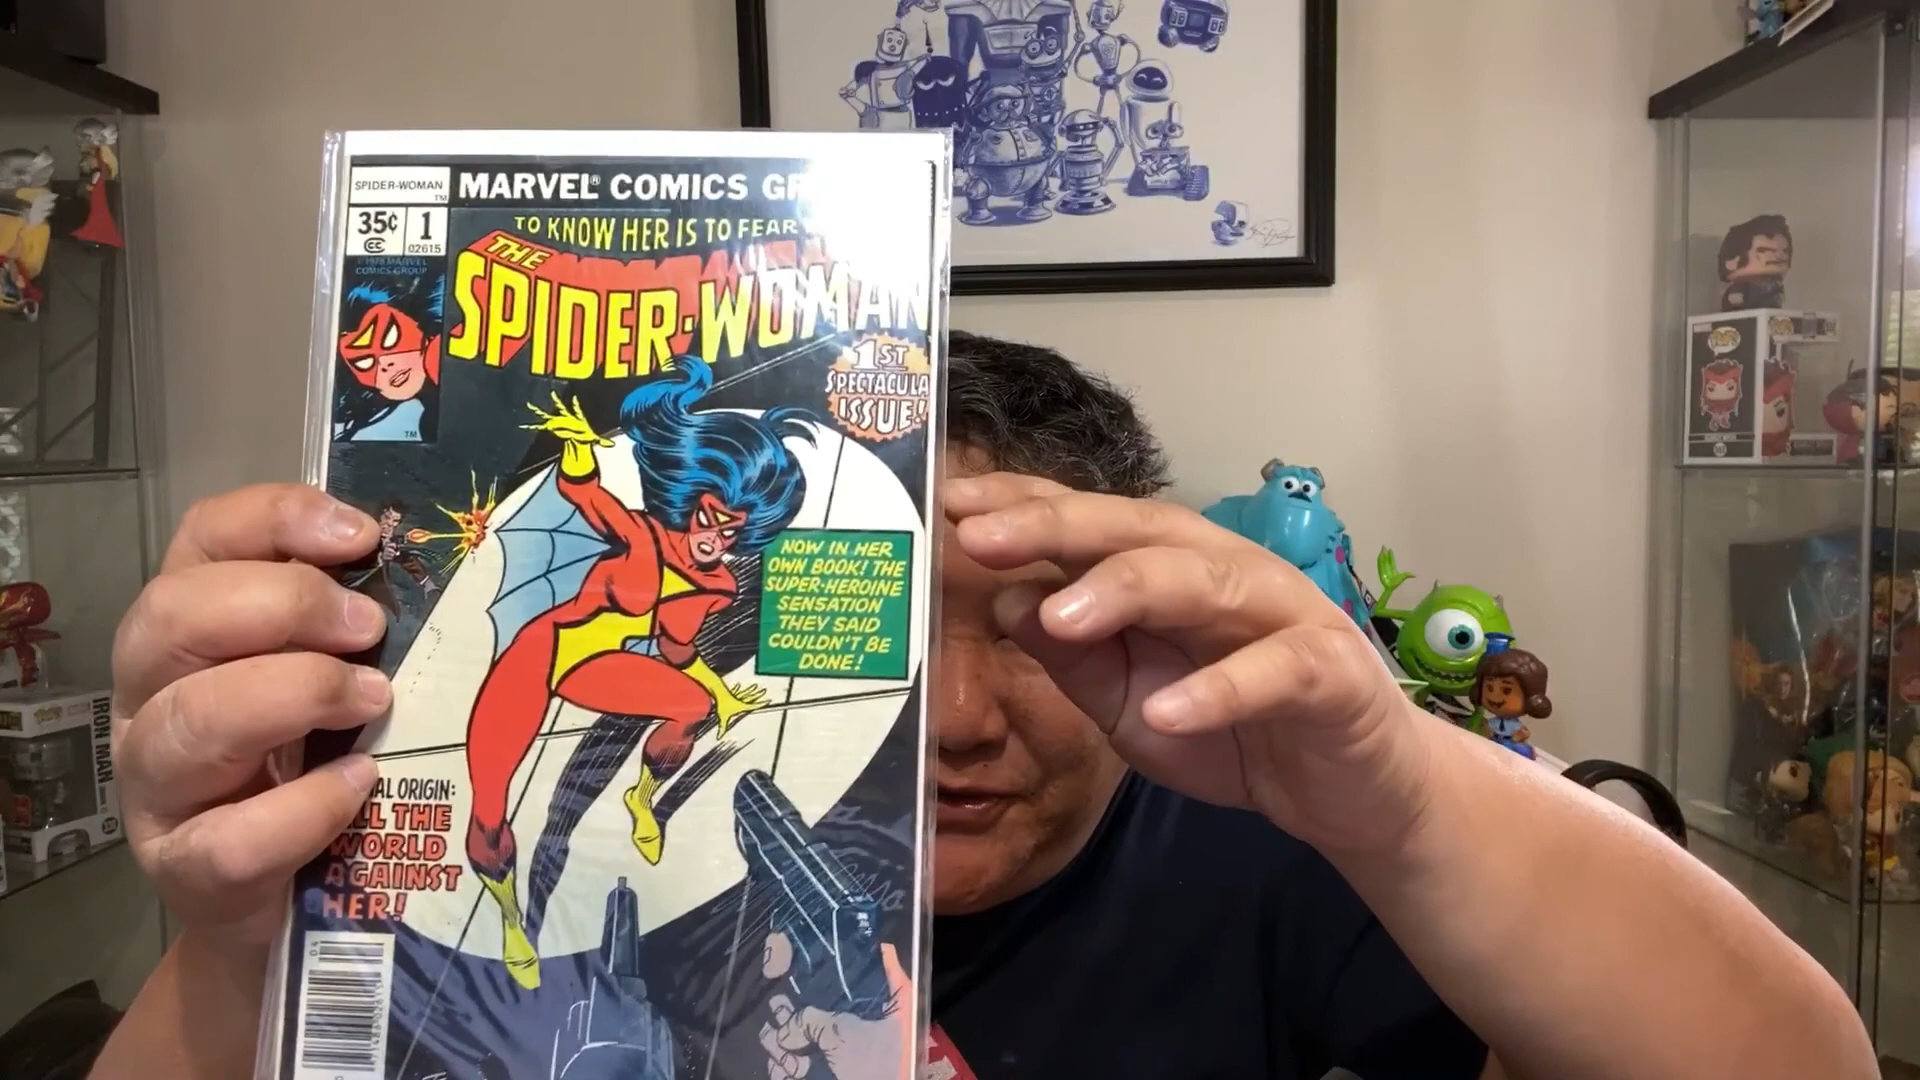 SPIDER-WOMAN
TM
MARVEL® COMICS
35¢
1
CC
02615
© 1978 MARVEL
COMICS GROUP
TO KNOW HER IS TO FEAR
THE
SPIDER-WOMAN
1ST
SPECTACULA
ISSUE!
TM
NOW IN HER
OWN BOOK! THE
SUPER-HEROINE
SENSATION
THEY SAID
COULDN'T BE
DONE!
ORIGIN:
THE
WORLD
AGAINST
HER!
04
IRON MAN